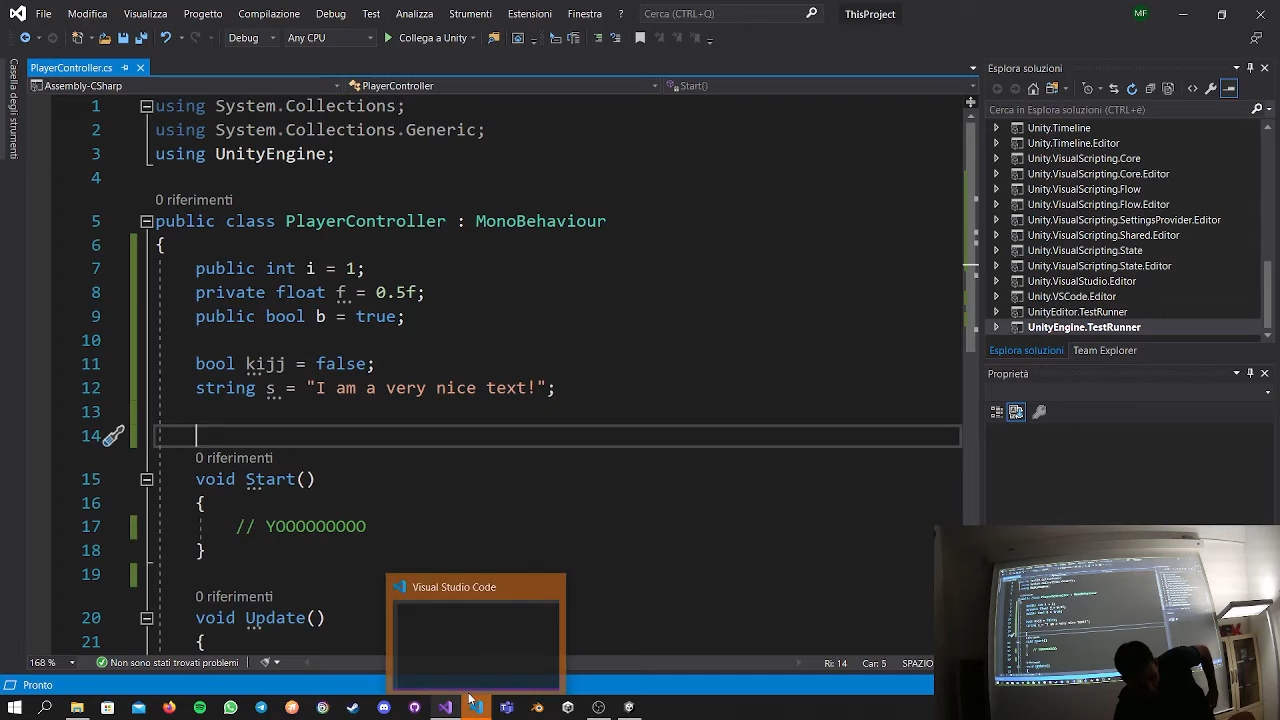 File Modifica Visualizza Progetto Compilazione Debug Test Analizza Strumenti Estensioni Finestra ? Cerca (CTRL+Q) ThisProject MF
Debug Any CPU Collega a Unity
PlayerController.cs
Assembly-CSharp PlayerController Start()
1 using System.Collections;
2 using System.Collections.Generic;
3 using UnityEngine;
4
0 riferimenti
5 public class PlayerController : MonoBehaviour
6 {
7 public int i = 1;
8 private float f = 0.5f;
9 public bool b = true;
10
11 bool kijj = false;
12 string s = "I am a very nice text!";
13
14
0 riferimenti
15 void Start()
16 {
17 // YOOOOOOOOO
18 }
19
0 riferimenti
20 void Update()
21 {
168 % Non sono stati trovati problemi Ri: 14 Car: 5 SPAZIO
Pronto
Casella degli strumenti
Visual Studio Code
Esplora soluzioni
Cerca in Esplora soluzioni (CTRL+è)
Unity.Timeline
Unity.Timeline.Editor
Unity.VisualScripting.Core
Unity.VisualScripting.Core.Editor
Unity.VisualScripting.Flow
Unity.VisualScripting.Flow.Editor
Unity.VisualScripting.SettingsProvider.Editor
Unity.VisualScripting.Shared.Editor
Unity.VisualScripting.State
Unity.VisualScripting.State.Editor
Unity.VisualStudio.Editor
Unity.VSCode.Editor
UnityEditor.TestRunner
UnityEngine.TestRunner
Esplora soluzioni Team Explorer
Proprietà